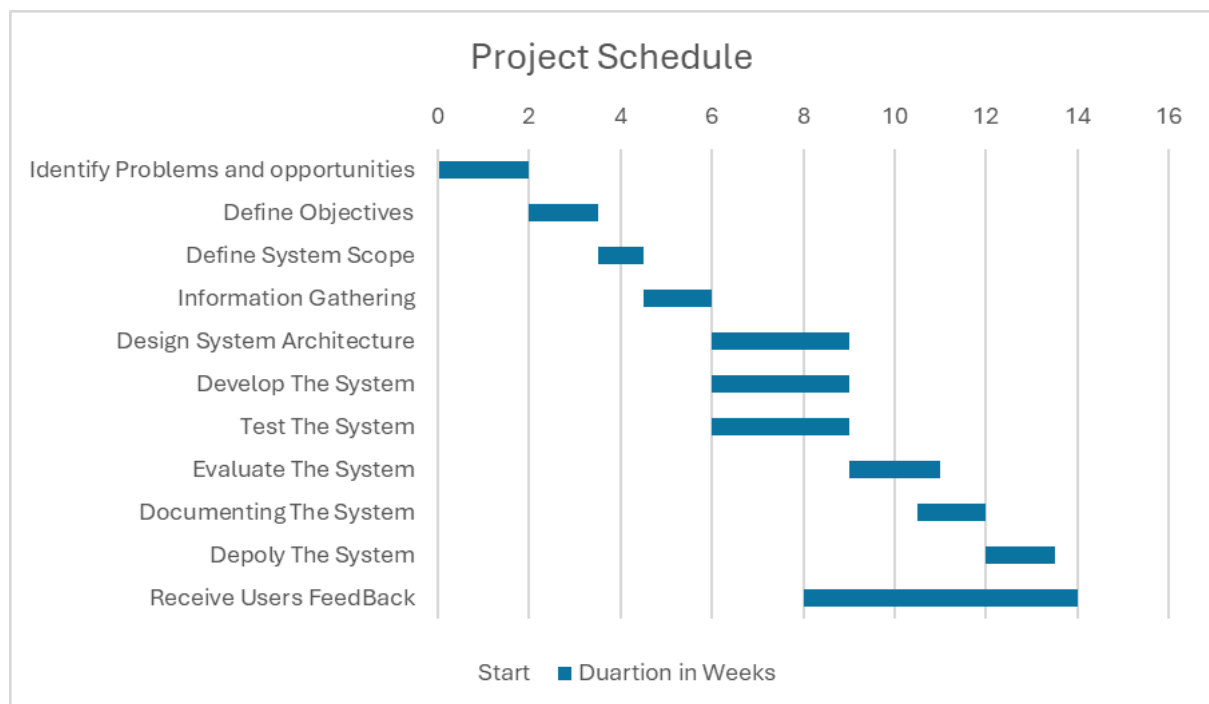 Project Schedule
0 2 4 6 8 10 12 14 16
Identify Problems and opportunities
Define Objectives
Define System Scope
Information Gathering
Design System Architecture
Develop The System
Test The System
Evaluate The System
Documenting The System
Depoly The System
Receive Users FeedBack
Start Duartion in Weeks